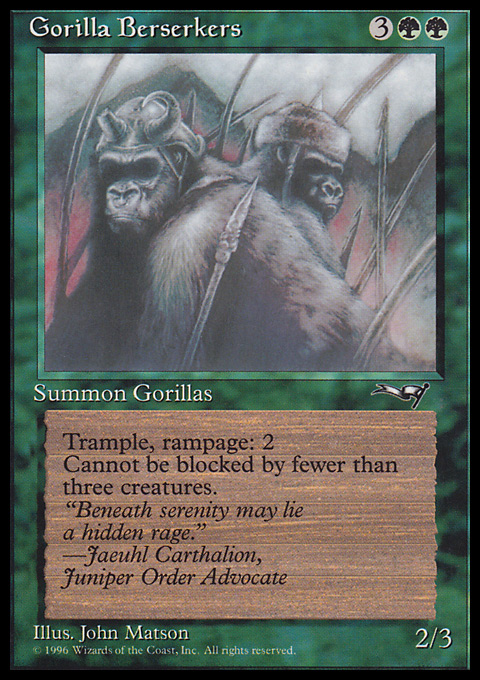 Gorilla Berserkers 3
Summon Gorillas
Trample, rampage: 2
Cannot be blocked by fewer than
three creatures.
"Beneath serenity may lie
a hidden rage."
—Jaeuhl Carthalion,
Juniper Order Advocate
Illus. John Matson
2/3
© 1996 Wizards of the Coast, Inc. All rights reserved.